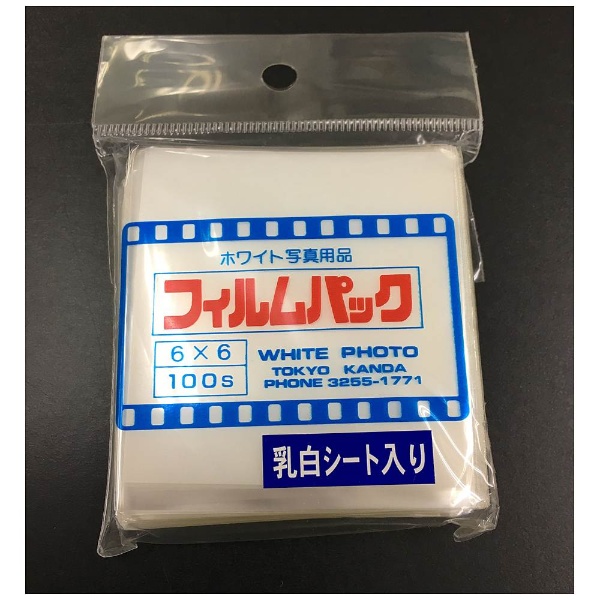 ホワイト写真用品
フィルムパック
6×6
100s
WHITE PHOTO
TOKYO KANDA
PHONE 3255-1771
乳白シート入り